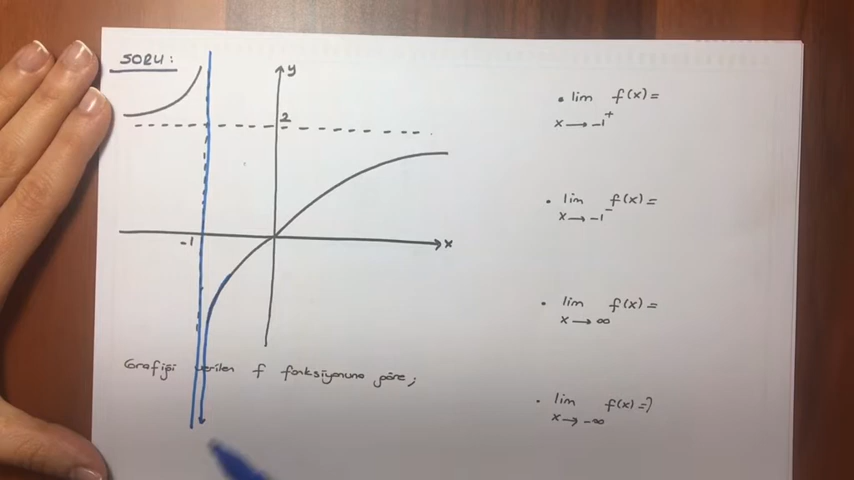 SORU:
y
2
-1
x
Grafiği verilen f fonksiyonuna göre;
• lim f(x) =
x → -1⁺
• lim f(x) =
x → -1⁻
• lim f(x) =
x → ∞
• lim f(x) = ?
x → -∞